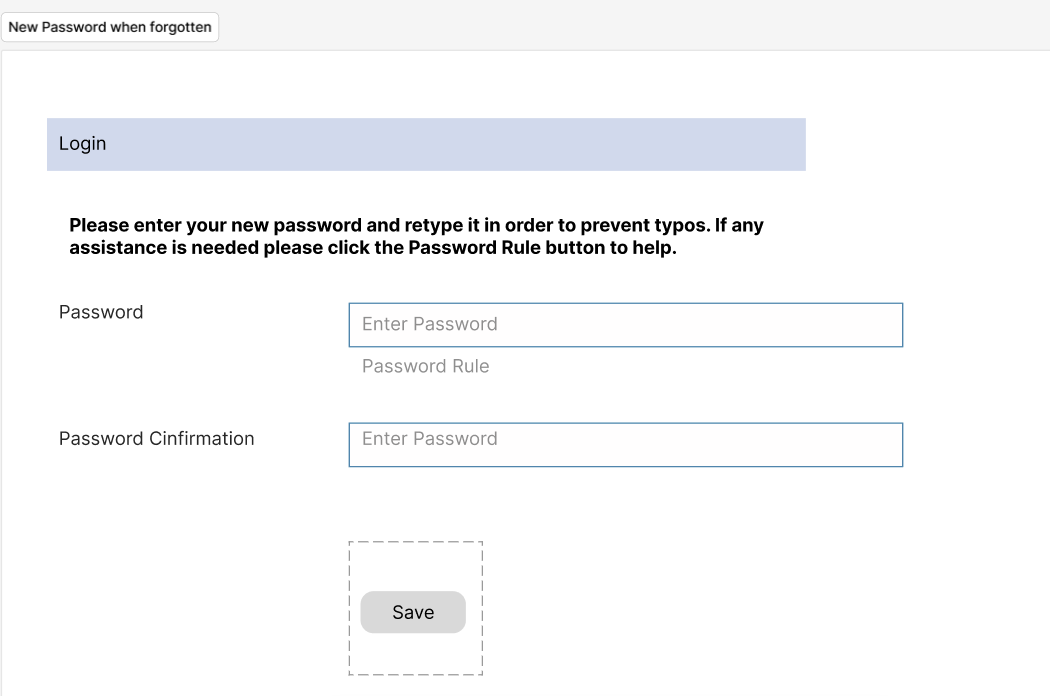 New Password when forgotten
Login
Please enter your new password and retype it in order to prevent typos. If any
assistance is needed please click the Password Rule button to help.
Password
Enter Password
Password Rule
Password Cinfirmation
Enter Password
Save